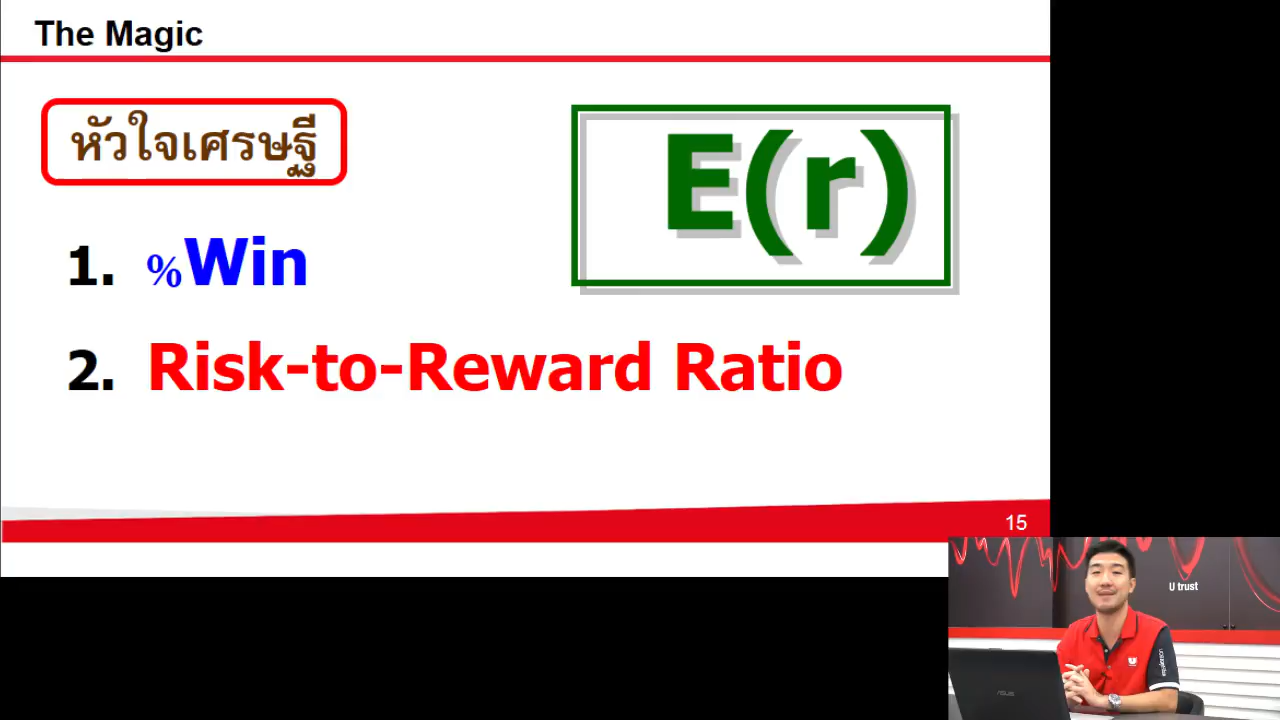 The Magic
หัวใจเศรษฐี
E(r)
1. %Win
2. Risk-to-Reward Ratio
15
U trust
ASUS